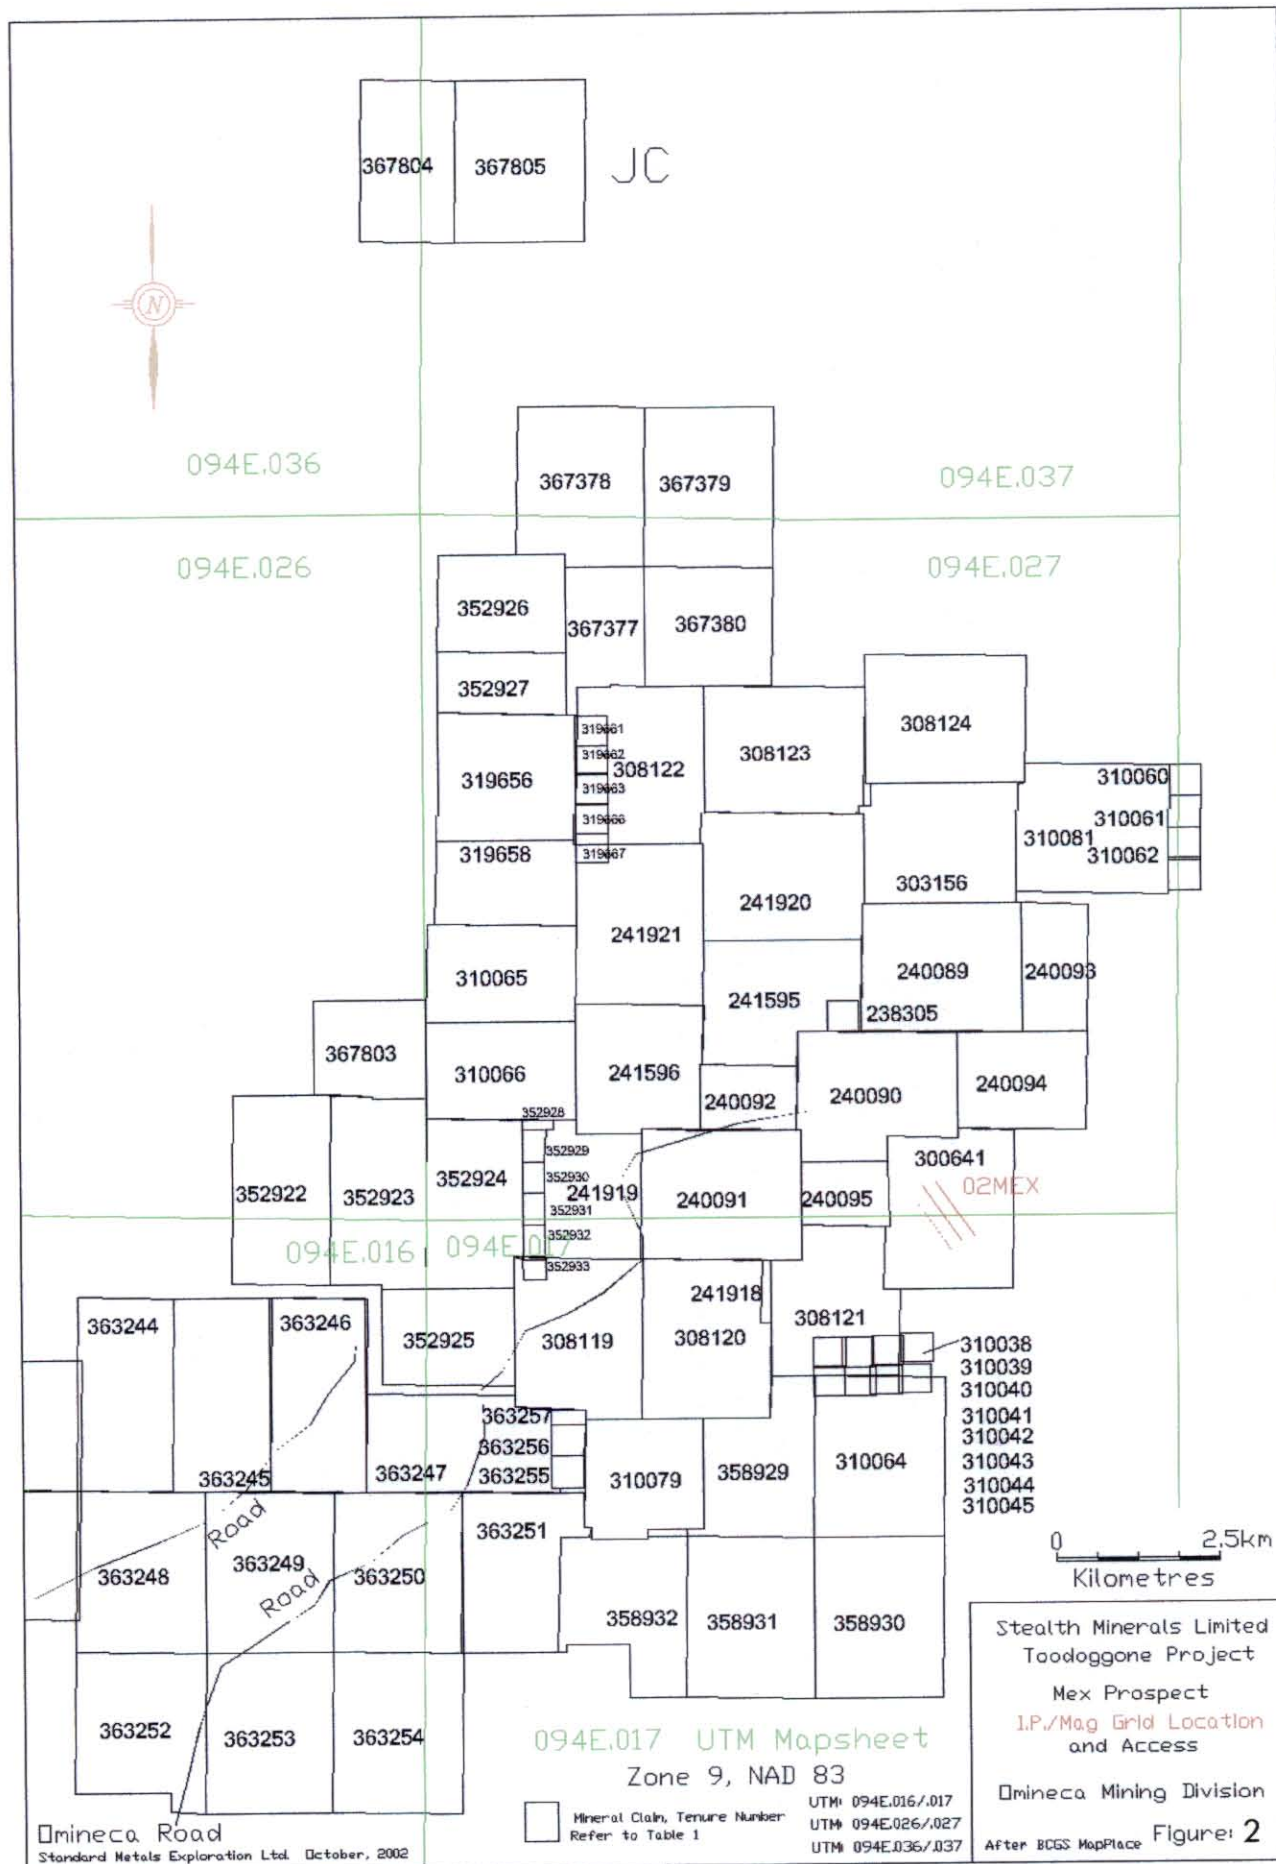 367804
367805
JC
N
094E.036
367378
367379
094E.037
094E.026
094E.027
352926
367377
367380
352927
319661
308124
319662
308123
308122
319656
310060
319663
310061
319666
310081
310062
319658
319667
303156
241920
241921
240089
240093
310065
241595
238305
367803
310066
241596
240094
240092
240090
352928
352929
300641
352924
352930
02MEX
352922
352923
241919
240091
240095
352931
352932
094E.016
094E.017
352933
241918
308121
363244
363246
352925
308119
308120
310038
310039
310040
363257
310041
310042
363256
310043
363245
363247
363255
310079
358929
310064
310044
310045
Road
363251
0 2.5km
Kilometres
363248
363249
363250
Road
358932
358931
358930
Stealth Minerals Limited
Toodoggone Project
Mex Prospect
I.P./Mag Grid Location
and Access
363252
363253
363254
094E.017 UTM Mapsheet
Zone 9, NAD 83
Omineca Mining Division
Mineral Claim, Tenure Number
Refer to Table 1
UTM: 094E.016/.017
UTM: 094E.026/.027
UTM: 094E.036/.037
After BCGS MapPlace Figure: 2
Omineca Road
Standard Metals Exploration Ltd. October, 2002